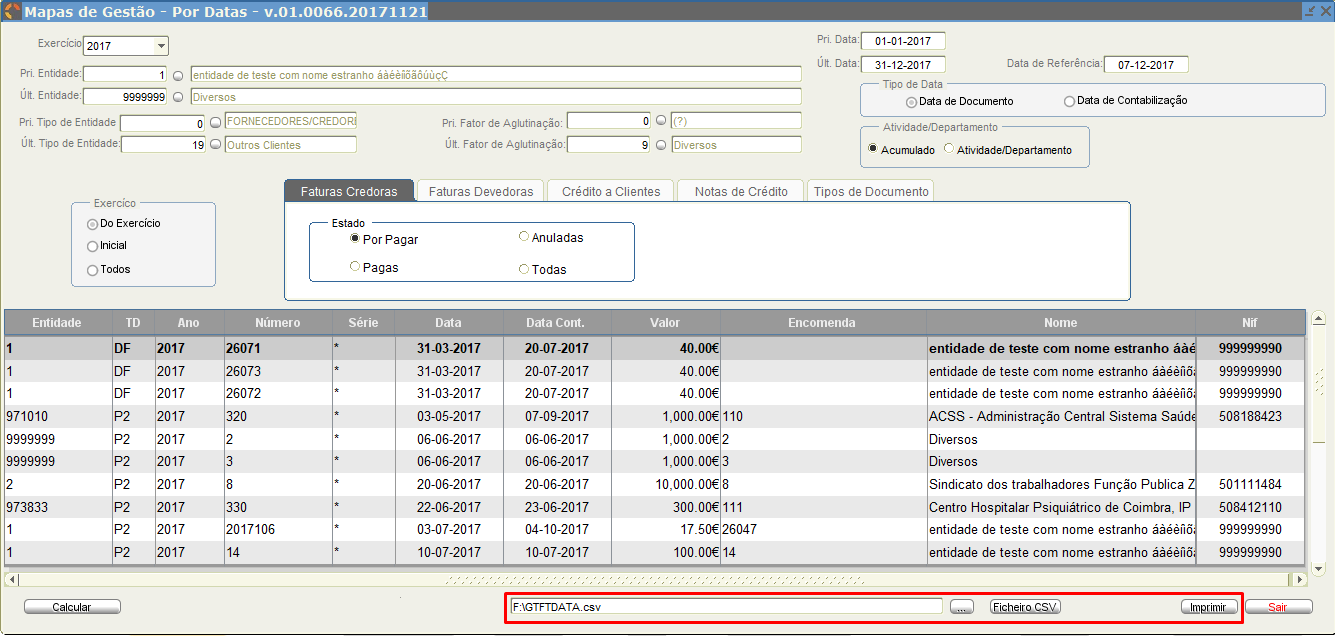 Mapas de Gestão - Por Datas - v.01.0066.20171121
Exercício 2017
Pri. Data: 01-01-2017
Últ. Data: 31-12-2017 Data de Referência: 07-12-2017
Pri. Entidade: 1 entidade de teste com nome estranho áàéèíîõãôúùçÇ
Últ. Entidade: 9999999 Diversos
Tipo de Data
Data de Documento Data de Contabilização
Pri. Tipo de Entidade 0 FORNECEDORES/CREDORE Pri. Fator de Aglutinação: 0 (?)
Últ. Tipo de Entidade: 19 Outros Clientes Últ. Fator de Aglutinação: 9 Diversos
Atividade/Departamento
Acumulado Atividade/Departamento
Faturas Credoras Faturas Devedoras Crédito a Clientes Notas de Crédito Tipos de Documento
Exercíco
Do Exercício
Inicial
Todos
Estado
Por Pagar Anuladas
Pagas Todas
Entidade TD Ano Número Série Data Data Cont. Valor Encomenda Nome Nif
1 DF 2017 26071 * 31-03-2017 20-07-2017 40.00€ entidade de teste com nome estranho áàé 999999990
1 DF 2017 26073 * 31-03-2017 20-07-2017 40.00€ entidade de teste com nome estranho áàéèíîõã 999999990
1 DF 2017 26072 * 31-03-2017 20-07-2017 40.00€ entidade de teste com nome estranho áàéèíîõã 999999990
971010 P2 2017 320 * 03-05-2017 07-09-2017 1,000.00€ 110 ACSS - Administração Central Sistema Saúde 508188423
9999999 P2 2017 2 * 06-06-2017 06-06-2017 1,000.00€ 2 Diversos
9999999 P2 2017 3 * 06-06-2017 06-06-2017 1,000.00€ 3 Diversos
2 P2 2017 8 * 20-06-2017 20-06-2017 10,000.00€ 8 Sindicato dos trabalhadores Função Publica Z 501111484
973833 P2 2017 330 * 22-06-2017 23-06-2017 300.00€ 111 Centro Hospitalar Psiquiátrico de Coimbra, IP 508412110
1 P2 2017 2017106 * 03-07-2017 04-10-2017 17.50€ 26047 entidade de teste com nome estranho áàéèíîõã 999999990
1 P2 2017 14 * 10-07-2017 10-07-2017 100.00€ 14 entidade de teste com nome estranho áàéèíîõã 999999990
Calcular F:\GTFTDATA.csv ... Ficheiro CSV Imprimir Sair